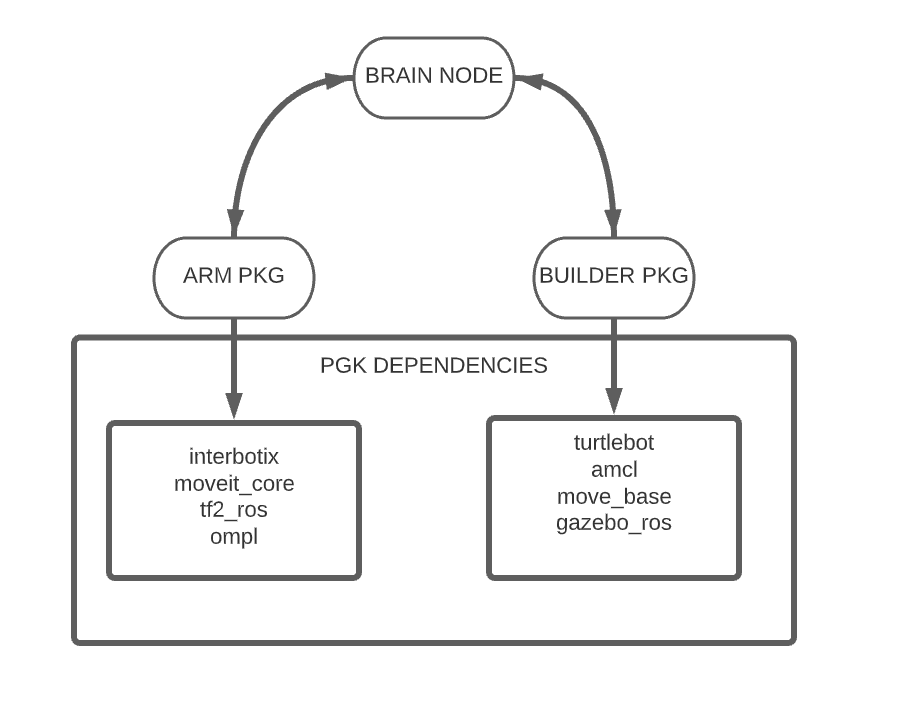 BRAIN NODE
ARM PKG
BUILDER PKG
PGK DEPENDENCIES
interbotix
moveit_core
tf2_ros
ompl
turtlebot
amcl
move_base
gazebo_ros